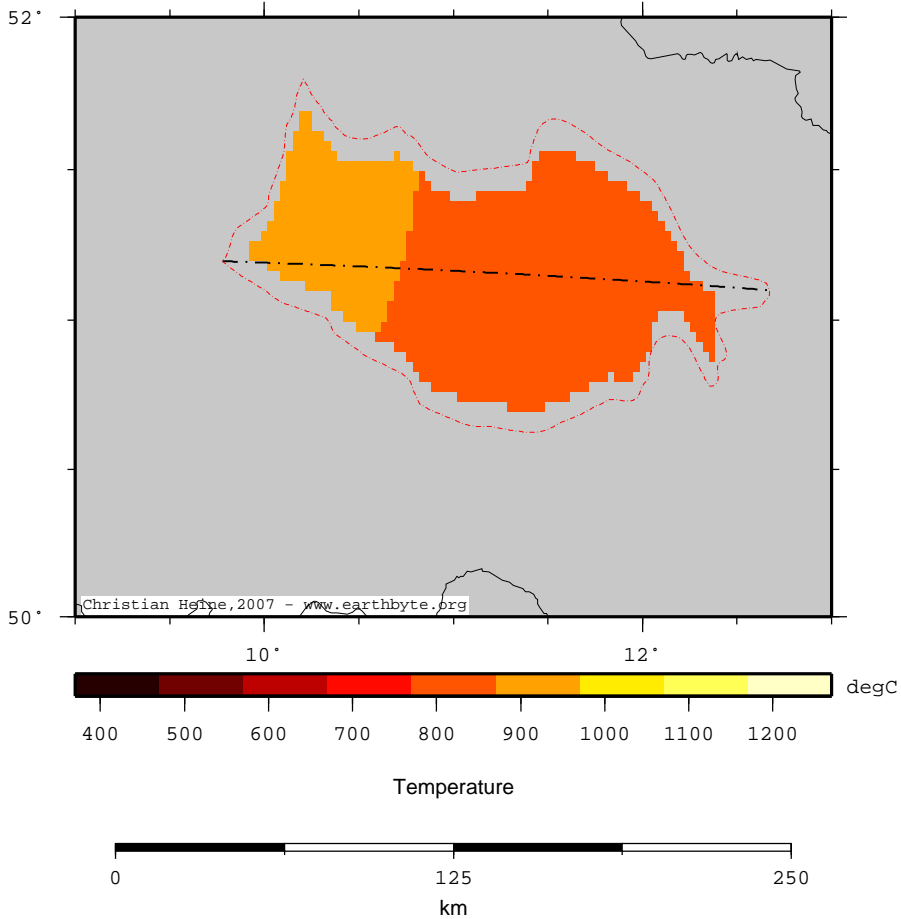 52°
50°
Christian Heine,2007 - www.earthbyte.org
10° 12°
degC
400 500 600 700 800 900 1000 1100 1200
Temperature
0 125 250
km